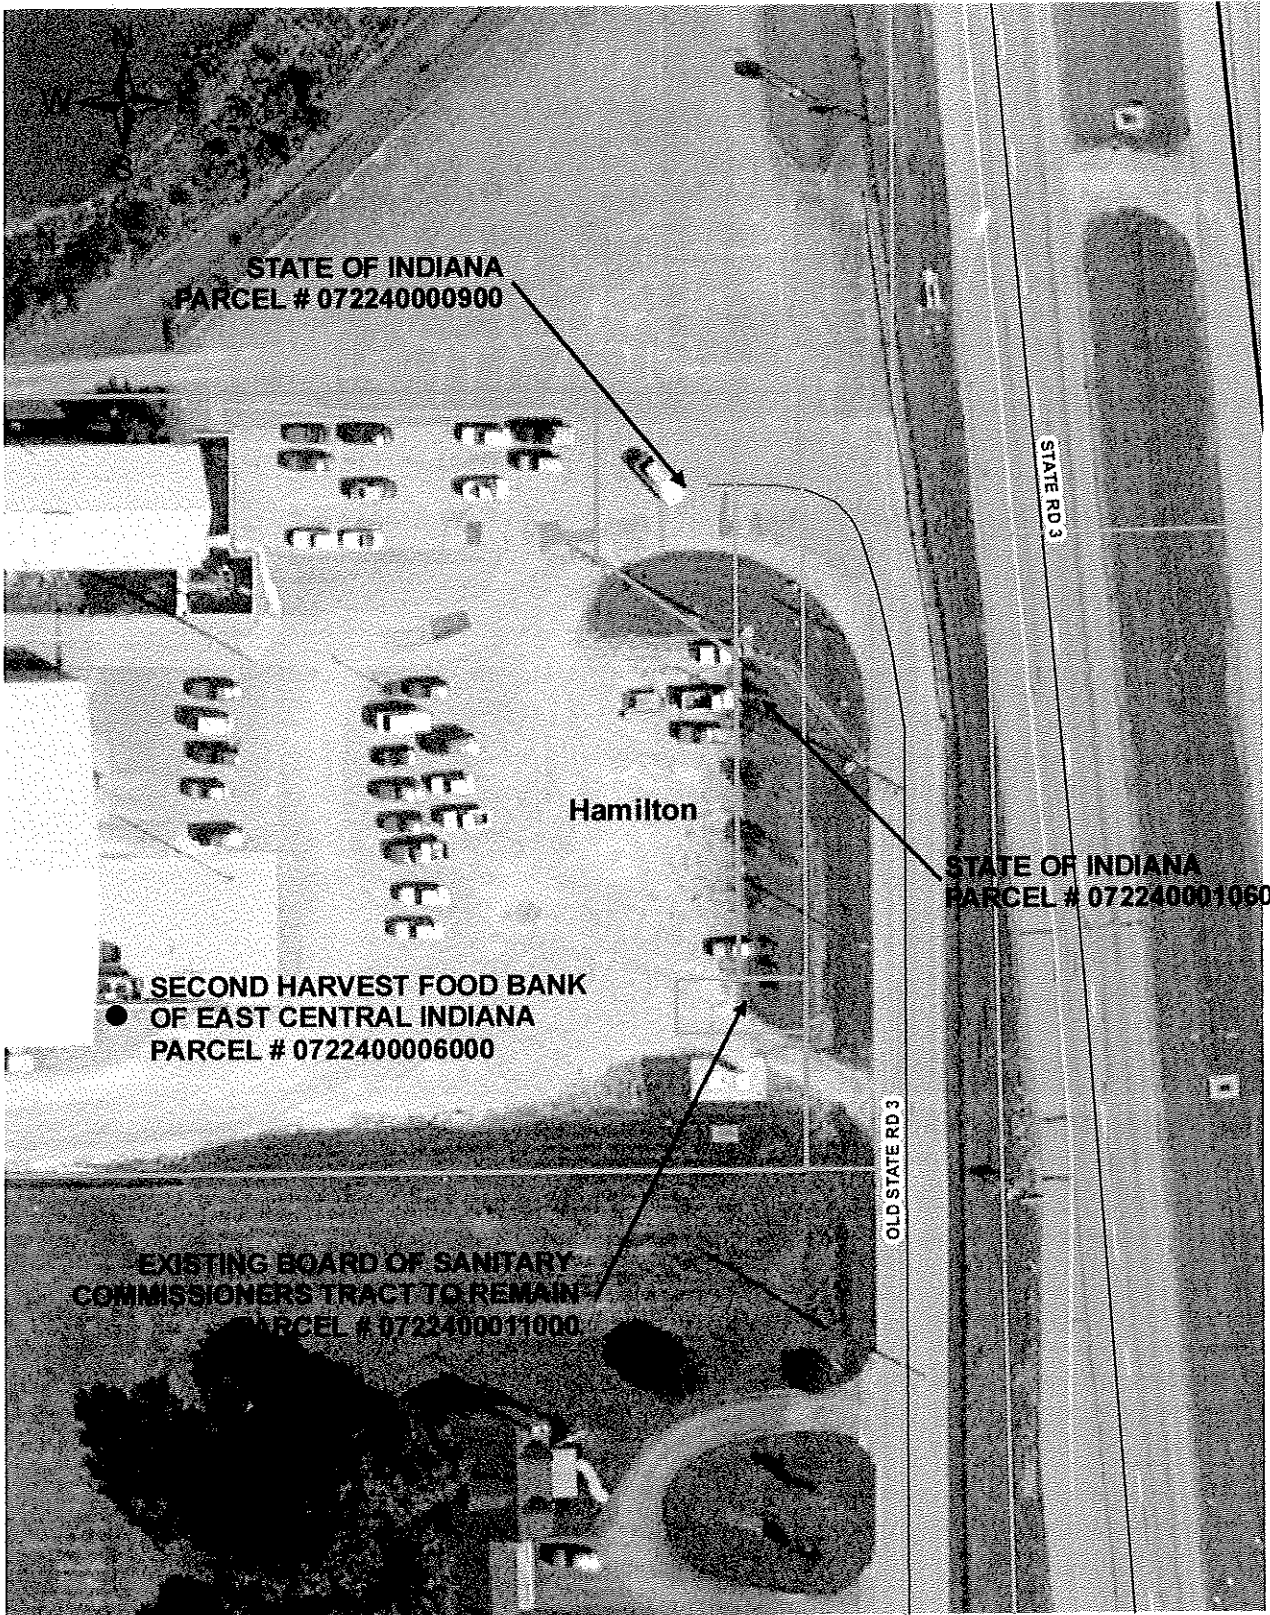 N
W
S
STATE OF INDIANA
PARCEL # 072240000900
STATE RD 3
Hamilton
STATE OF INDIANA
PARCEL # 072240001060
SECOND HARVEST FOOD BANK
OF EAST CENTRAL INDIANA
PARCEL # 0722400006000
OLD STATE RD 3
EXISTING BOARD OF SANITARY
COMMISSIONERS TRACT TO REMAIN
PARCEL # 0722400011000